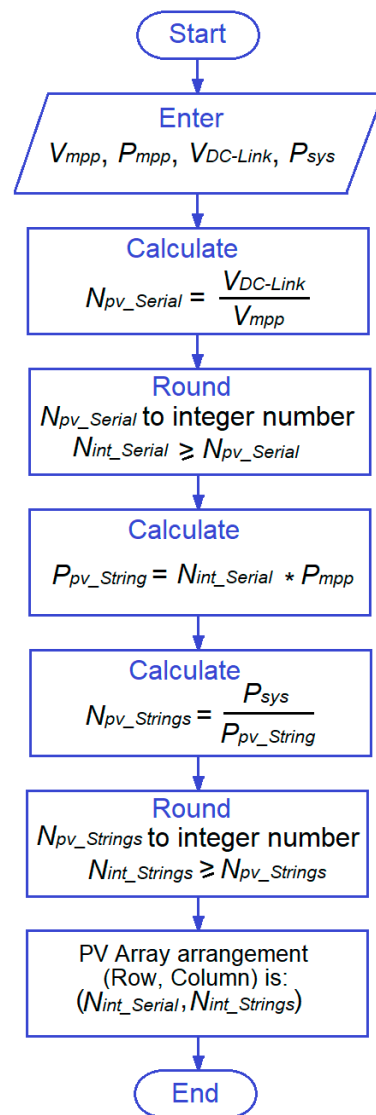 Start
Enter
Vmpp, Pmpp, VDC-Link, Psys
Calculate
Npv_Serial = VDC-Link / Vmpp
Round
Npv_Serial to integer number
Nint_Serial ⩾ Npv_Serial
Calculate
Ppv_String = Nint_Serial * Pmpp
Calculate
Npv_Strings = Psys / Ppv_String
Round
Npv_Strings to integer number
Nint_Strings ⩾ Npv_Strings
PV Array arrangement
(Row, Column) is:
(Nint_Serial, Nint_Strings)
End